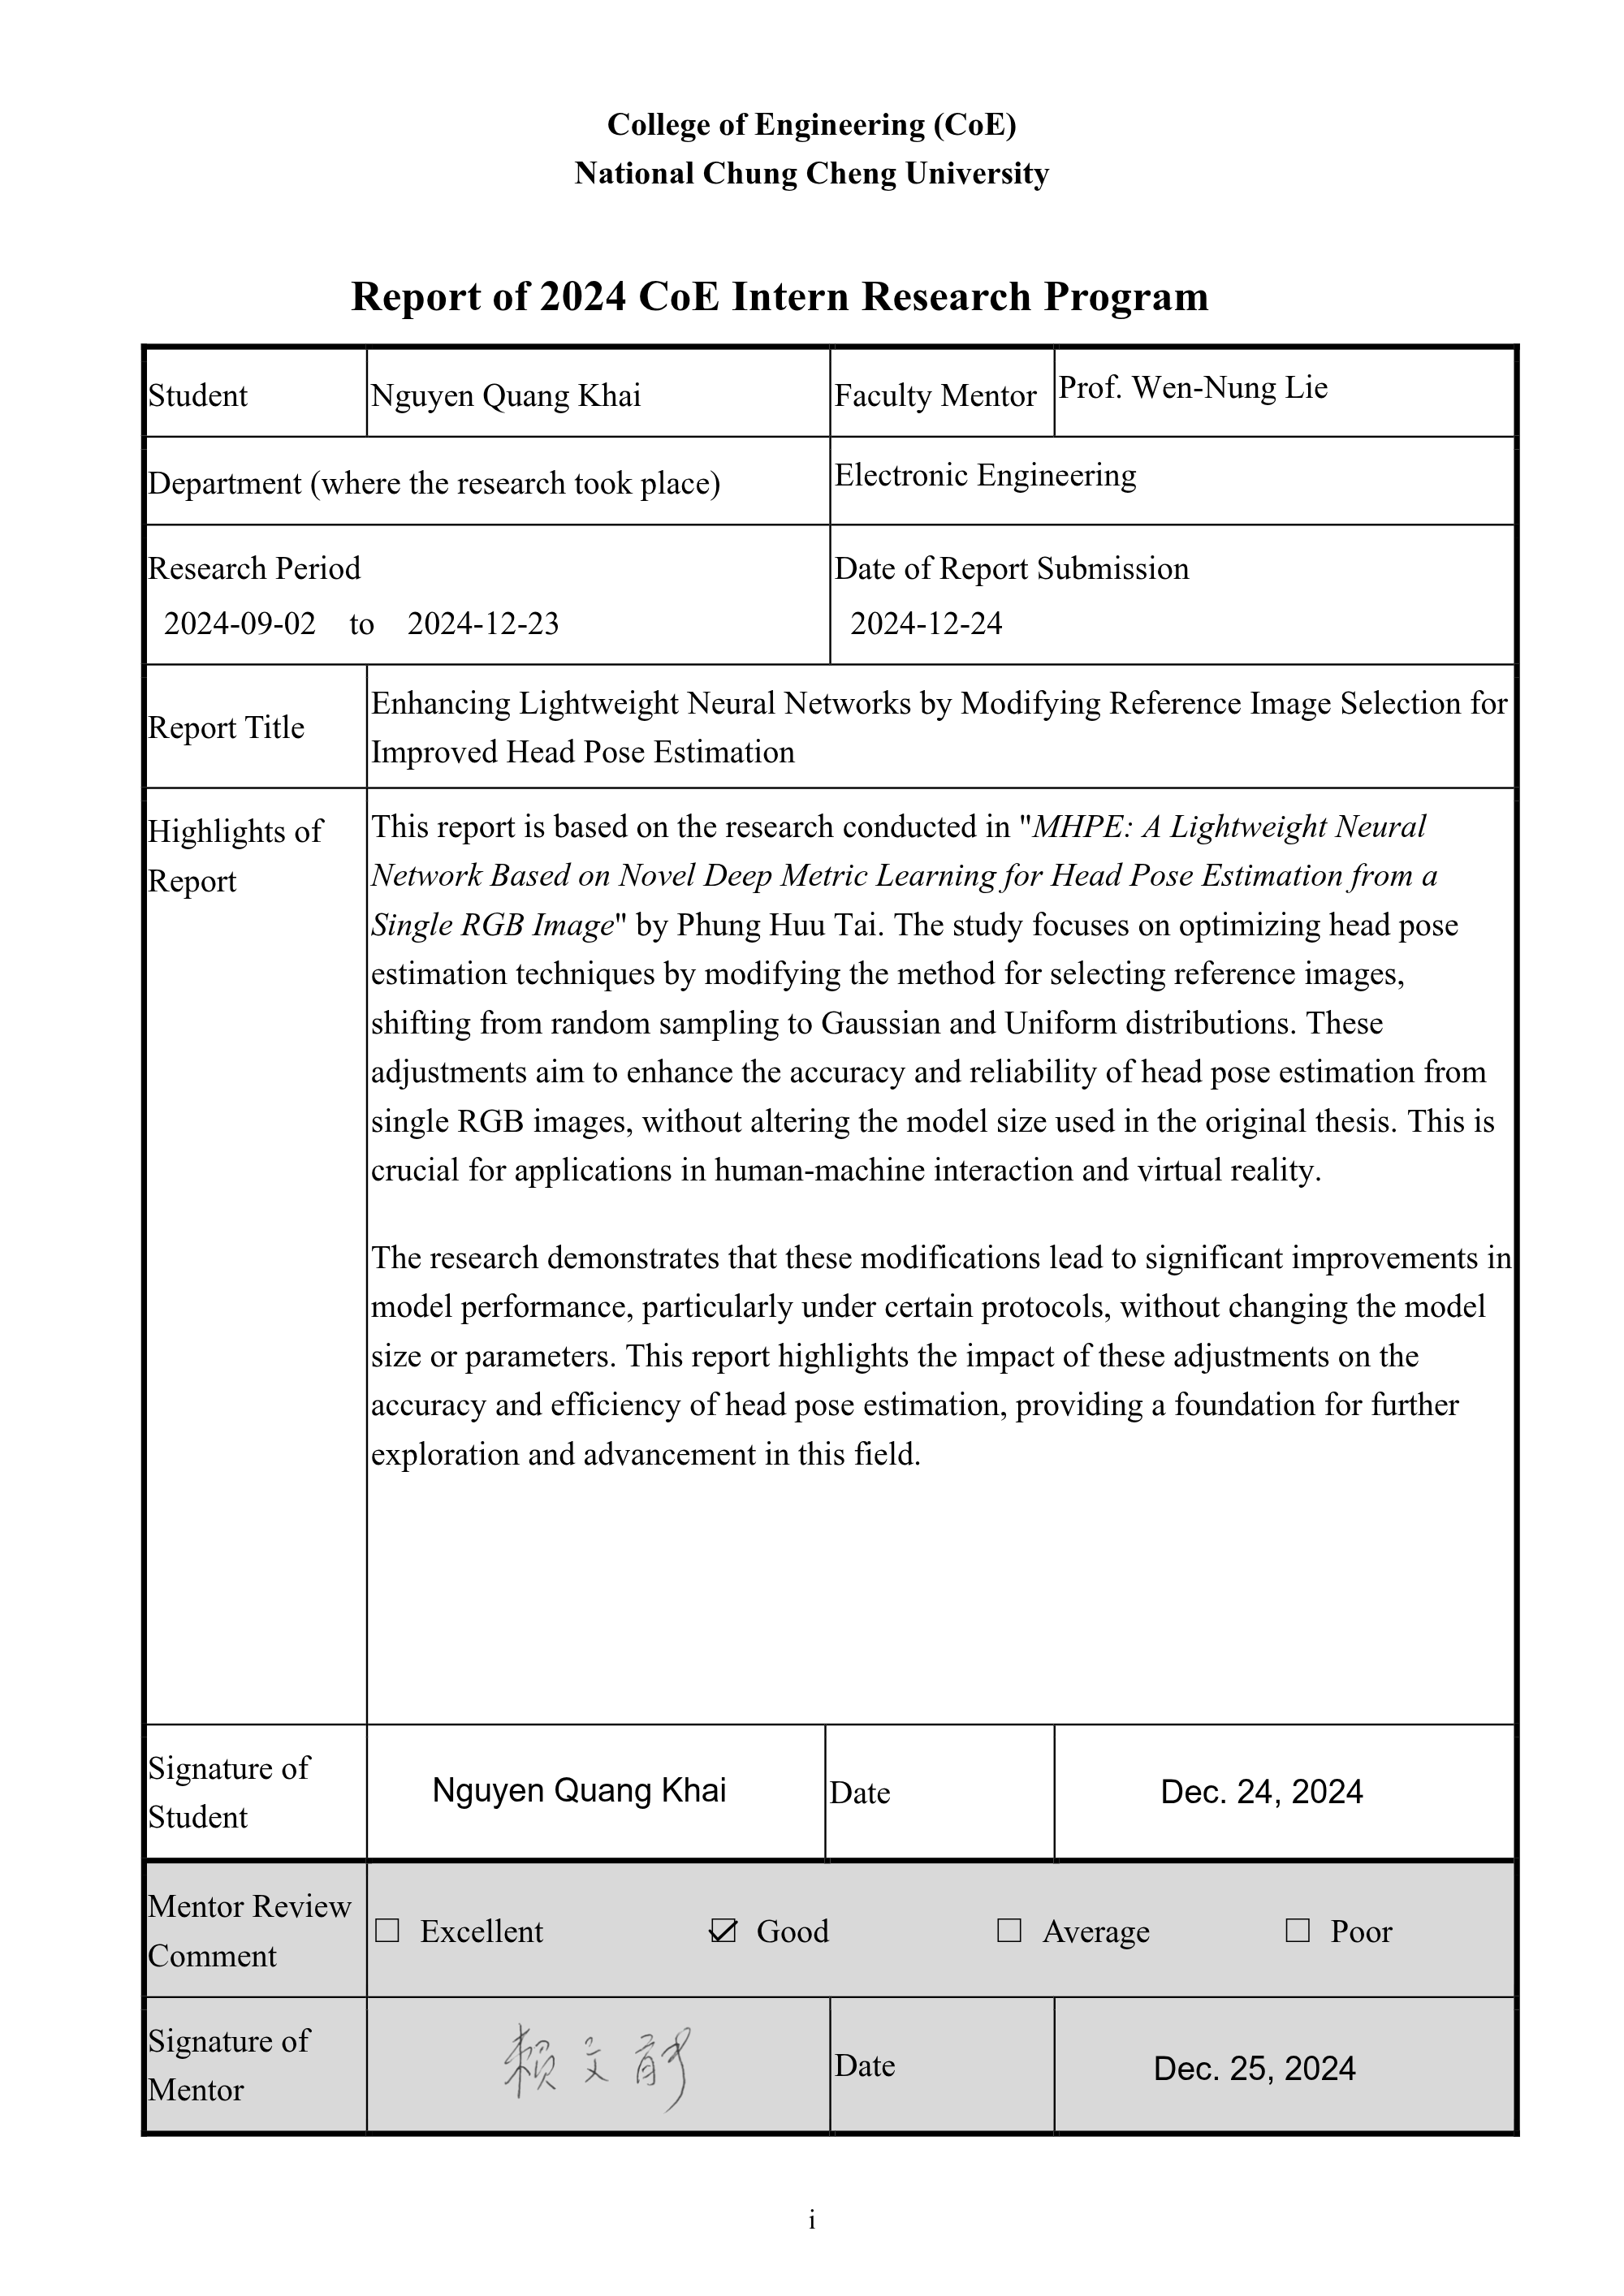 College of Engineering (CoE)
National Chung Cheng University
Report of 2024 CoE Intern Research Program
Student Nguyen Quang Khai Faculty Mentor Prof. Wen-Nung Lie
Department (where the research took place) Electronic Engineering
Research Period Date of Report Submission
2024-09-02 to 2024-12-23 2024-12-24
Report Title
Enhancing Lightweight Neural Networks by Modifying Reference Image Selection for
Improved Head Pose Estimation
Highlights of
Report
This report is based on the research conducted in "MHPE: A Lightweight Neural
Network Based on Novel Deep Metric Learning for Head Pose Estimation from a
Single RGB Image" by Phung Huu Tai. The study focuses on optimizing head pose
estimation techniques by modifying the method for selecting reference images,
shifting from random sampling to Gaussian and Uniform distributions. These
adjustments aim to enhance the accuracy and reliability of head pose estimation from
single RGB images, without altering the model size used in the original thesis. This is
crucial for applications in human-machine interaction and virtual reality.
The research demonstrates that these modifications lead to significant improvements in
model performance, particularly under certain protocols, without changing the model
size or parameters. This report highlights the impact of these adjustments on the
accuracy and efficiency of head pose estimation, providing a foundation for further
exploration and advancement in this field.
Signature of
Student
Nguyen Quang Khai Date Dec. 24, 2024
Mentor Review
Comment
☐ Excellent ☑ Good ☐ Average ☐ Poor
Signature of
Mentor
賴文 Date Dec. 25, 2024
i